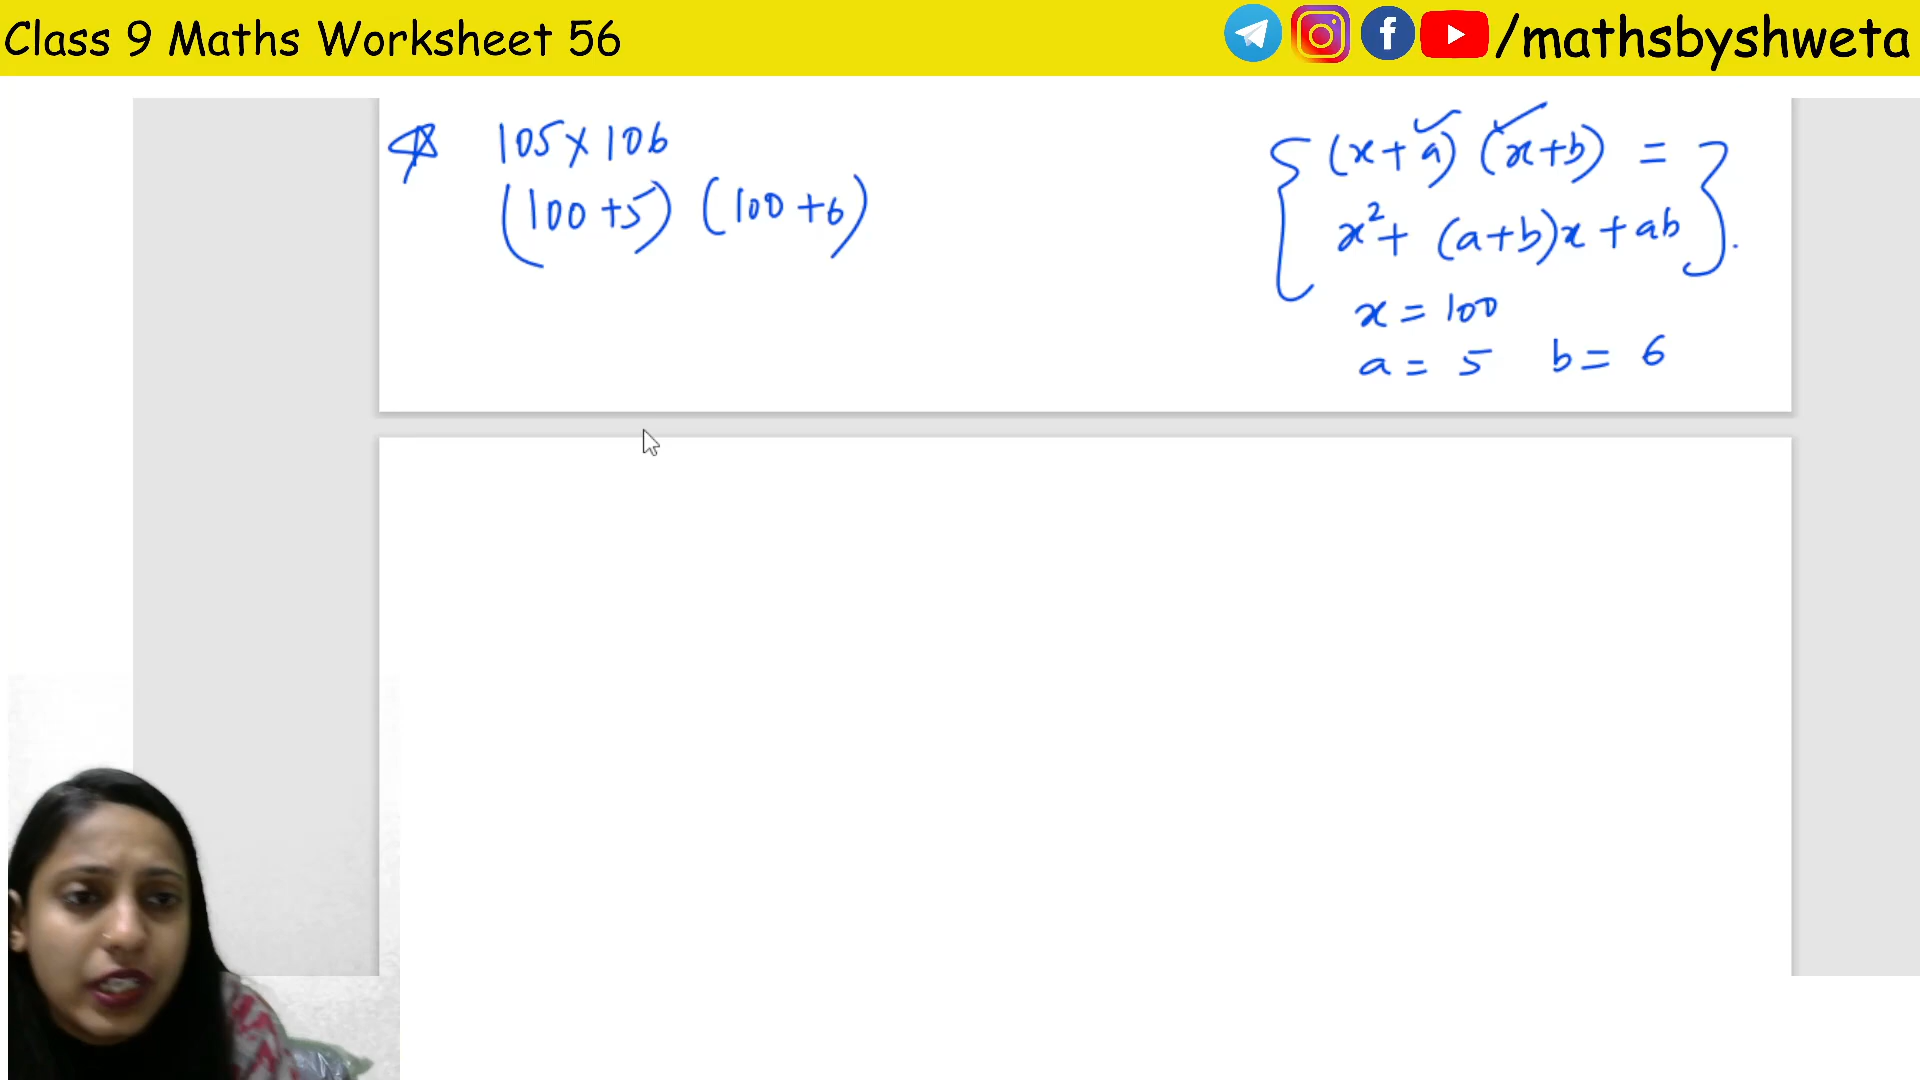 Class 9 Maths Worksheet 56
/mathsbyshweta
105 × 106
(100 + 5) (100 + 6)
(x + a) (x + b) =
x² + (a + b)x + ab
x = 100
a = 5 b = 6